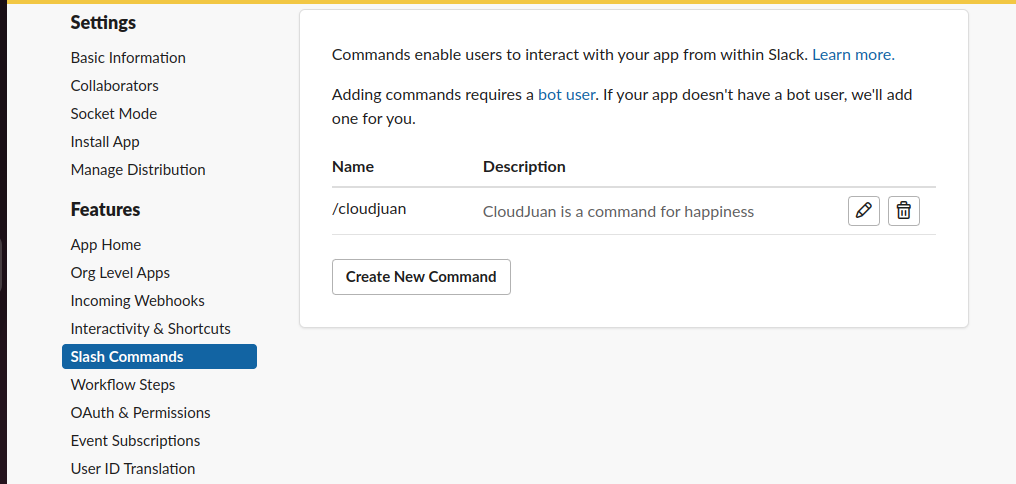 Settings
Basic Information
Collaborators
Socket Mode
Install App
Manage Distribution
Features
App Home
Org Level Apps
Incoming Webhooks
Interactivity & Shortcuts
Slash Commands
Workflow Steps
OAuth & Permissions
Event Subscriptions
User ID Translation
Commands enable users to interact with your app from within Slack. Learn more.
Adding commands requires a bot user. If your app doesn't have a bot user, we'll add
one for you.
Name Description
/cloudjuan CloudJuan is a command for happiness
Create New Command